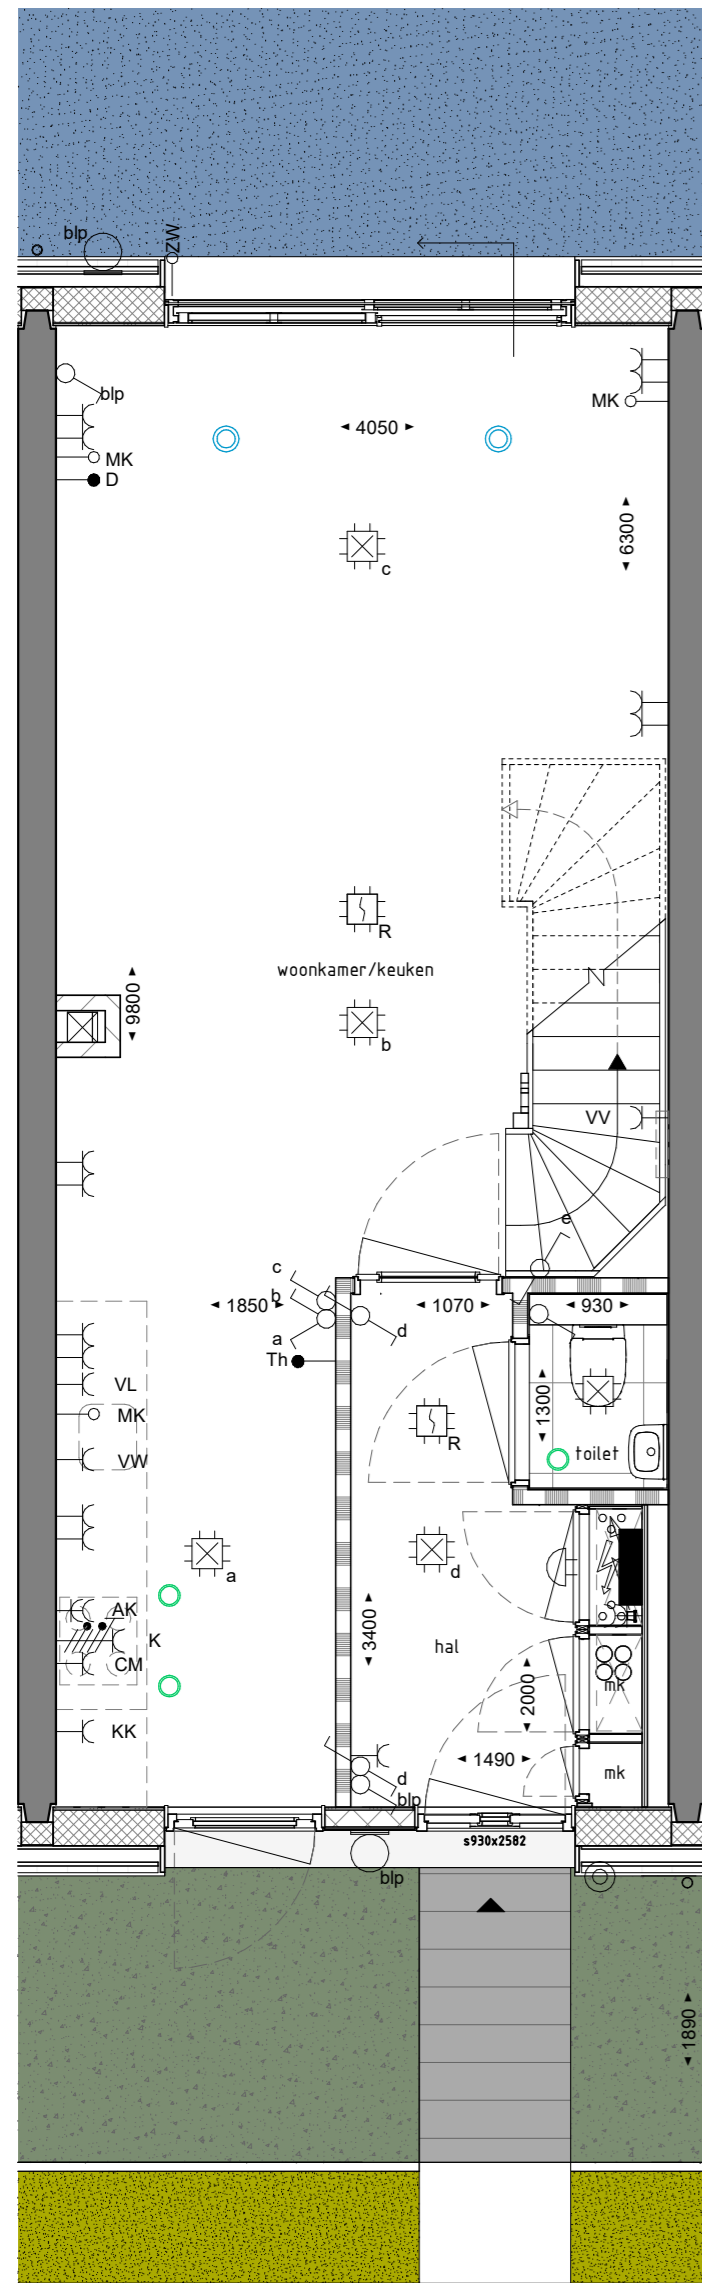 blp
ZW
blp
MK
4050
MK
D
6300
c
R
woonkamer/keuken
9800
b
VV
e
c
b
1850
1070
930
a
d
Th
VL
1300
MK
R
toilet
VW
a
d
AK
3400
K
hal
CM
2000
mk
KK
1490
mk
d
blp
s930x2582
blp
1890